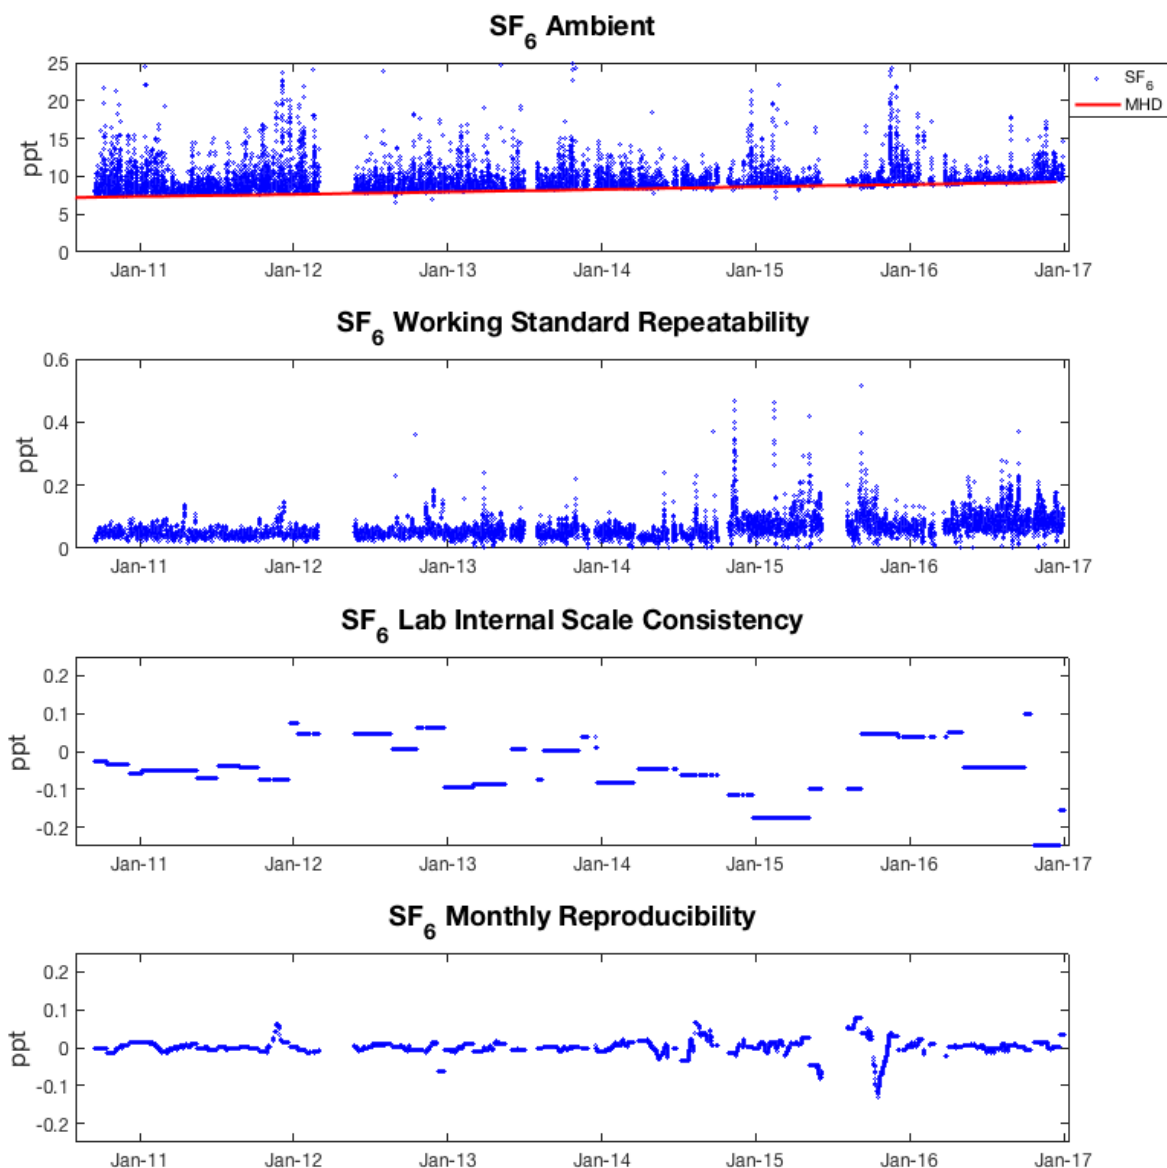 SF6 Ambient
25
20
15
10
5
0
ppt
SF6
MHD
Jan-11 Jan-12 Jan-13 Jan-14 Jan-15 Jan-16 Jan-17
SF6 Working Standard Repeatability
0.6
0.4
0.2
0
ppt
Jan-11 Jan-12 Jan-13 Jan-14 Jan-15 Jan-16 Jan-17
SF6 Lab Internal Scale Consistency
0.2
0.1
0
-0.1
-0.2
ppt
Jan-11 Jan-12 Jan-13 Jan-14 Jan-15 Jan-16 Jan-17
SF6 Monthly Reproducibility
0.2
0.1
0
-0.1
-0.2
ppt
Jan-11 Jan-12 Jan-13 Jan-14 Jan-15 Jan-16 Jan-17